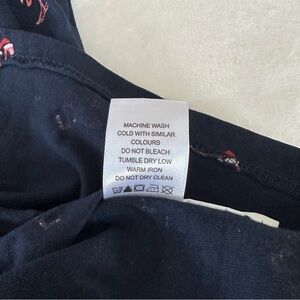 MACHINE WASH
COLD WITH SIMILAR
COLOURS
DO NOT BLEACH
TUMBLE DRY LOW
WARM IRON
DO NOT DRY CLEAN